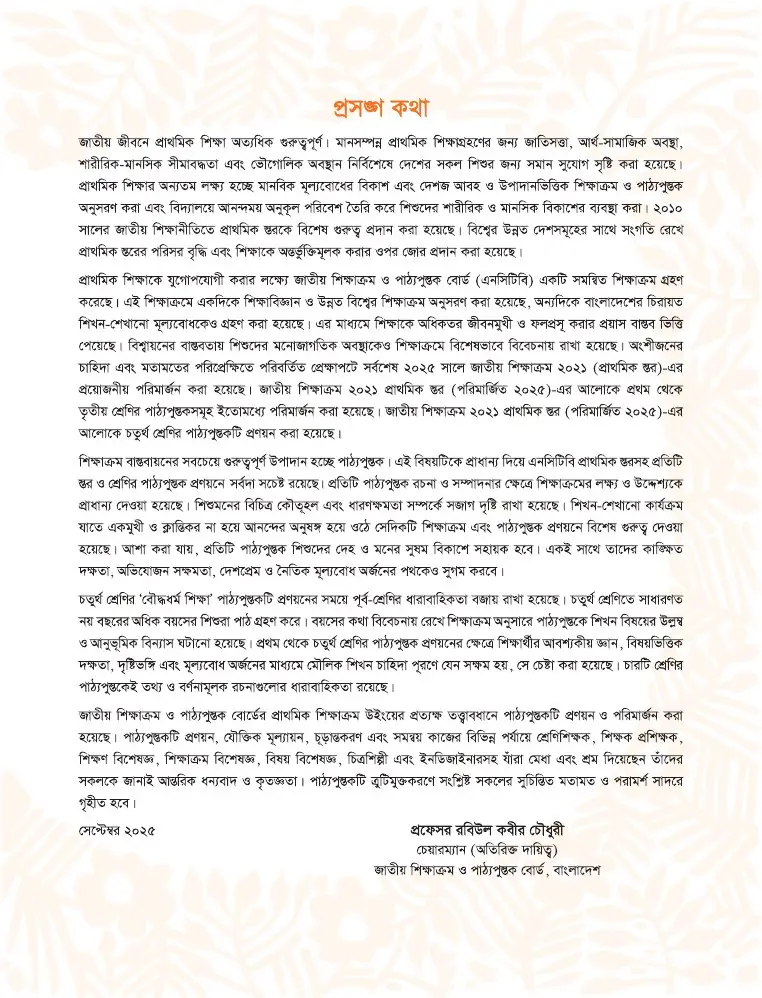 প্রসঙ্গ কথা
জাতীয় জীবনে প্রাথমিক শিক্ষা অত্যধিক গুরুত্বপূর্ণ। মানসম্পন্ন প্রাথমিক শিক্ষাগ্রহণের জন্য জাতিসত্তা, আর্থ-সামাজিক অবস্থা,
শারীরিক-মানসিক সীমাবদ্ধতা এবং ভৌগোলিক অবস্থান নির্বিশেষে দেশের সকল শিশুর জন্য সমান সুযোগ সৃষ্টি করা হয়েছে।
প্রাথমিক শিক্ষার অন্যতম লক্ষ্য হচ্ছে মানবিক মূল্যবোধের বিকাশ এবং দেশজ আবহ ও উপাদানভিত্তিক শিক্ষাক্রম ও পাঠ্যপুস্তক
অনুসরণ করা এবং বিদ্যালয়ে আনন্দময় অনুকূল পরিবেশ তৈরি করে শিশুদের শারীরিক ও মানসিক বিকাশের ব্যবস্থা করা। ২০১০
সালের জাতীয় শিক্ষানীতিতে প্রাথমিক স্তরকে বিশেষ গুরুত্ব প্রদান করা হয়েছে। বিশ্বের উন্নত দেশসমূহের সাথে সংগতি রেখে
প্রাথমিক স্তরের পরিসর বৃদ্ধি এবং শিক্ষাকে অন্তর্ভুক্তিমূলক করার ওপর জোর প্রদান করা হয়েছে।
প্রাথমিক শিক্ষাকে যুগোপযোগী করার লক্ষ্যে জাতীয় শিক্ষাক্রম ও পাঠ্যপুস্তক বোর্ড (এনসিটিবি) একটি সমন্বিত শিক্ষাক্রম গ্রহণ
করেছে। এই শিক্ষাক্রমে একদিকে শিক্ষাবিজ্ঞান ও উন্নত বিশ্বের শিক্ষাক্রম অনুসরণ করা হয়েছে, অন্যদিকে বাংলাদেশের চিরায়ত
শিখন-শেখানো মূল্যবোধকেও গ্রহণ করা হয়েছে। এর মাধ্যমে শিক্ষাকে অধিকতর জীবনমুখী ও ফলপ্রসূ করার প্রয়াস বাস্তব ভিত্তি
পেয়েছে। বিশ্বায়নের বাস্তবতায় শিশুদের মনোজাগতিক অবস্থাকেও শিক্ষাক্রমে বিশেষভাবে বিবেচনায় রাখা হয়েছে। অংশীজনের
চাহিদা এবং মতামতের পরিপ্রেক্ষিতে পরিবর্তিত প্রেক্ষাপটে সর্বশেষ ২০২৫ সালে জাতীয় শিক্ষাক্রম ২০২১ (প্রাথমিক স্তর)-এর
প্রয়োজনীয় পরিমার্জন করা হয়েছে। জাতীয় শিক্ষাক্রম ২০২১ প্রাথমিক স্তর (পরিমার্জিত ২০২৫)-এর আলোকে প্রথম থেকে
তৃতীয় শ্রেণির পাঠ্যপুস্তকসমূহ ইতোমধ্যে পরিমার্জন করা হয়েছে। জাতীয় শিক্ষাক্রম ২০২১ প্রাথমিক স্তর (পরিমার্জিত ২০২৫)-এর
আলোকে চতুর্থ শ্রেণির পাঠ্যপুস্তকটি প্রণয়ন করা হয়েছে।
শিক্ষাক্রম বাস্তবায়নের সবচেয়ে গুরুত্বপূর্ণ উপাদান হচ্ছে পাঠ্যপুস্তক। এই বিষয়টিকে প্রাধান্য দিয়ে এনসিটিবি প্রাথমিক স্তরসহ প্রতিটি
স্তর ও শ্রেণির পাঠ্যপুস্তক প্রণয়নে সর্বদা সচেষ্ট রয়েছে। প্রতিটি পাঠ্যপুস্তক রচনা ও সম্পাদনার ক্ষেত্রে শিক্ষাক্রমের লক্ষ্য ও উদ্দেশ্যকে
প্রাধান্য দেওয়া হয়েছে। শিশুমনের বিচিত্র কৌতূহল এবং ধারণক্ষমতা সম্পর্কে সজাগ দৃষ্টি রাখা হয়েছে। শিখন-শেখানো কার্যক্রম
যাতে একমুখী ও ক্লান্তিকর না হয়ে আনন্দের অনুষঙ্গ হয়ে ওঠে সেদিকটি শিক্ষাক্রম এবং পাঠ্যপুস্তক প্রণয়নে বিশেষ গুরুত্ব দেওয়া
হয়েছে। আশা করা যায়, প্রতিটি পাঠ্যপুস্তক শিশুদের দেহ ও মনের সুষম বিকাশে সহায়ক হবে। একই সাথে তাদের কাঙ্ক্ষিত
দক্ষতা, অভিযোজন সক্ষমতা, দেশপ্রেম ও নৈতিক মূল্যবোধ অর্জনের পথকেও সুগম করবে।
চতুর্থ শ্রেণির ‘বৌদ্ধধর্ম শিক্ষা’ পাঠ্যপুস্তকটি প্রণয়নের সময়ে পূর্ব-শ্রেণির ধারাবাহিকতা বজায় রাখা হয়েছে। চতুর্থ শ্রেণিতে সাধারণত
নয় বছরের অধিক বয়সের শিশুরা পাঠ গ্রহণ করে। বয়সের কথা বিবেচনায় রেখে শিক্ষাক্রম অনুসারে পাঠ্যপুস্তকে শিখন বিষয়ের উলম্ব
ও আনুভূমিক বিন্যাস ঘটানো হয়েছে। প্রথম থেকে চতুর্থ শ্রেণির পাঠ্যপুস্তক প্রণয়নের ক্ষেত্রে শিক্ষার্থীর আবশ্যকীয় জ্ঞান, বিষয়ভিত্তিক
দক্ষতা, দৃষ্টিভঙ্গি এবং মূল্যবোধ অর্জনের মাধ্যমে মৌলিক শিখন চাহিদা পূরণে যেন সক্ষম হয়, সে চেষ্টা করা হয়েছে। চারটি শ্রেণির
পাঠ্যপুস্তকেই তথ্য ও বর্ণনামূলক রচনাগুলোর ধারাবাহিকতা রয়েছে।
জাতীয় শিক্ষাক্রম ও পাঠ্যপুস্তক বোর্ডের প্রাথমিক শিক্ষাক্রম উইংয়ের প্রত্যক্ষ তত্ত্বাবধানে পাঠ্যপুস্তকটি প্রণয়ন ও পরিমার্জন করা
হয়েছে। পাঠ্যপুস্তকটি প্রণয়ন, যৌক্তিক মূল্যায়ন, চূড়ান্তকরণ এবং সমন্বয় কাজের বিভিন্ন পর্যায়ে শ্রেণিশিক্ষক, শিক্ষক প্রশিক্ষক,
শিক্ষণ বিশেষজ্ঞ, শিক্ষাক্রম বিশেষজ্ঞ, বিষয় বিশেষজ্ঞ, চিত্রশিল্পী এবং ইনডিজাইনারসহ যাঁরা মেধা এবং শ্রম দিয়েছেন তাঁদের
সকলকে জানাই আন্তরিক ধন্যবাদ ও কৃতজ্ঞতা। পাঠ্যপুস্তকটি ত্রুটিমুক্তকরণে সংশ্লিষ্ট সকলের সুচিন্তিত মতামত ও পরামর্শ সাদরে
গৃহীত হবে।
সেপ্টেম্বর ২০২৫
প্রফেসর রবিউল কবীর চৌধুরী
চেয়ারম্যান (অতিরিক্ত দায়িত্ব)
জাতীয় শিক্ষাক্রম ও পাঠ্যপুস্তক বোর্ড, বাংলাদেশ